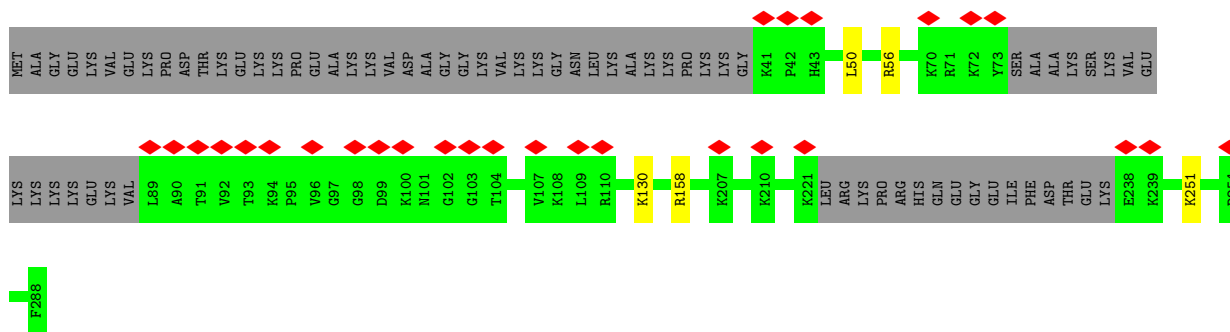 MET ALA GLY GLU LYS VAL GLU LYS PRO ASP THR LYS GLU LYS LYS PRO GLU ALA LYS LYS VAL ASP ALA GLY GLY LYS VAL LYS LYS GLY ASN LEU LYS ALA LYS LYS PRO LYS LYS GLY K41 P42 H43 L50 R56 K70 R71 K72 Y73 SER ALA ALA LYS SER LYS VAL GLU
LYS LYS LYS LYS GLU LYS VAL L89 A90 T91 V92 T93 K94 P95 V96 G97 G98 D99 K100 N101 G102 G103 T104 V107 K108 L109 R110 K130 R158 K207 K210 K221 LEU ARG LYS PRO ARG HIS GLN GLU GLY GLU ILE PHE ASP THR GLU LYS E238 K239 K251
F288